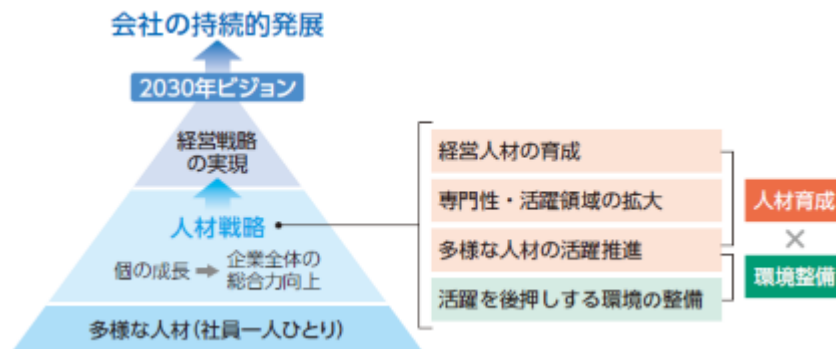 会社の持続的発展
2030年ビジョン
経営戦略
の実現
人材戦略
個の成長
企業全体の
総合力向上
多様な人材(社員一人ひとり)
経営人材の育成
専門性・活躍領域の拡大
多様な人材の活躍推進
活躍を後押しする環境の整備
人材育成
×
環境整備